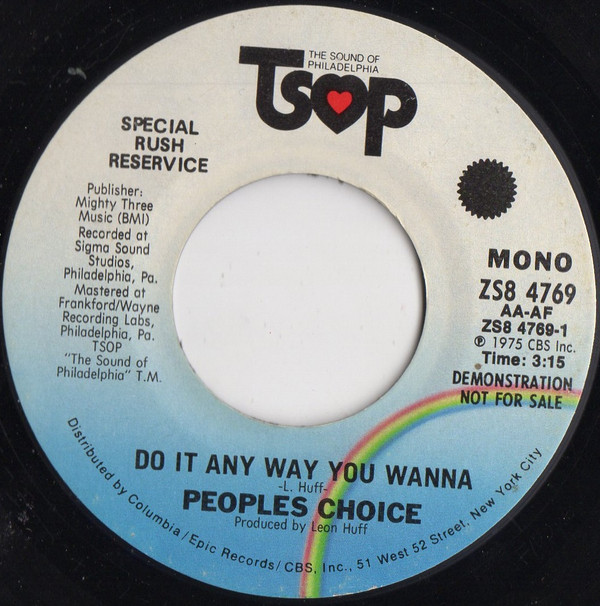 THE SOUND OF
PHILADELPHIA
TSOP
SPECIAL
RUSH
RESERVICE
Publisher:
Mighty Three
Music (BMI)
Recorded at
Sigma Sound
Studios,
Philadelphia, Pa.
Mastered at
Frankford/Wayne
Recording Labs,
Philadelphia, Pa.
TSOP
"The Sound of
Philadelphia" T.M.
MONO
ZS8 4769
AA-AF
ZS8 4769-1
℗ 1975 CBS Inc.
Time: 3:15
DEMONSTRATION
NOT FOR SALE
DO IT ANY WAY YOU WANNA
-L. Huff-
PEOPLES CHOICE
Produced by Leon Huff
Distributed by Columbia/Epic Records/CBS, Inc., 51 West 52 Street, New York City